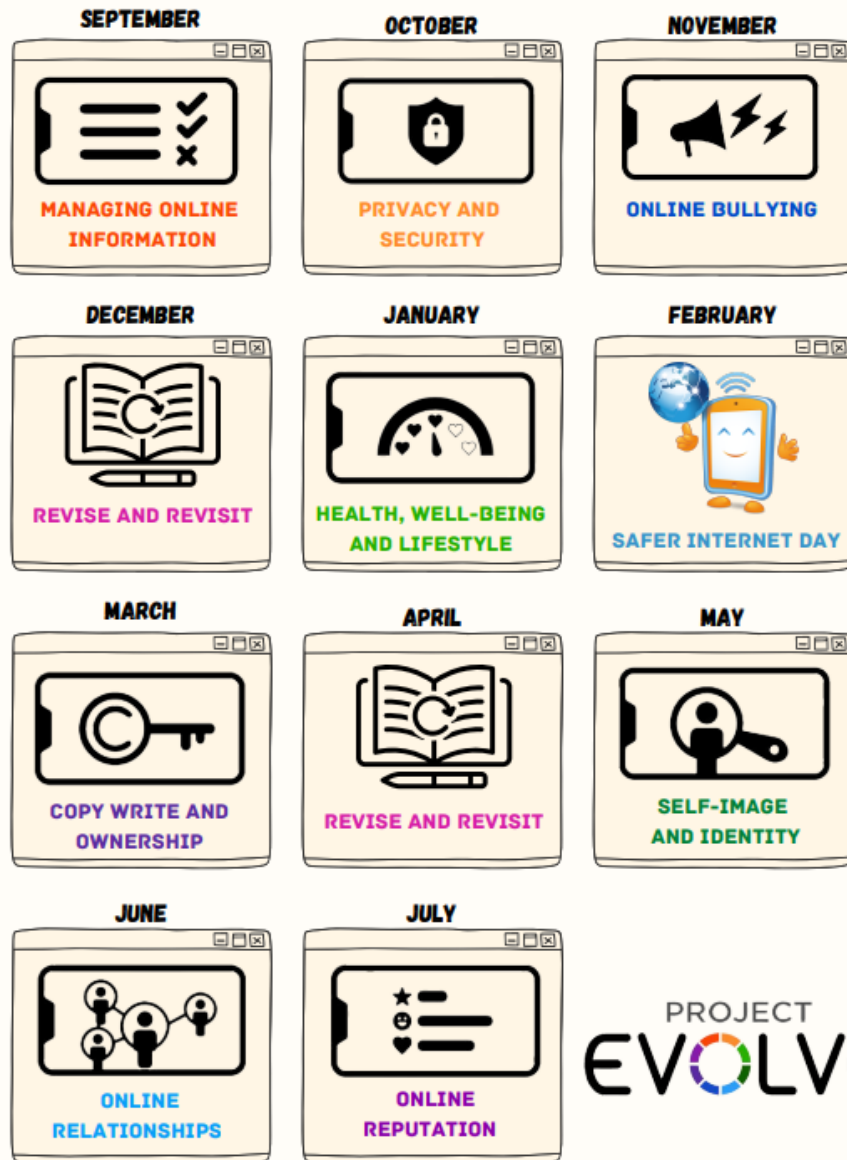 SEPTEMBER
OCTOBER
NOVEMBER
MANAGING ONLINE
INFORMATION
PRIVACY AND
SECURITY
ONLINE BULLYING
DECEMBER
JANUARY
FEBRUARY
REVISE AND REVISIT
HEALTH, WELL-BEING
AND LIFESTYLE
SAFER INTERNET DAY
MARCH
APRIL
MAY
COPY WRITE AND
OWNERSHIP
REVISE AND REVISIT
SELF-IMAGE
AND IDENTITY
JUNE
JULY
ONLINE
RELATIONSHIPS
ONLINE
REPUTATION
PROJECT
EVOLV